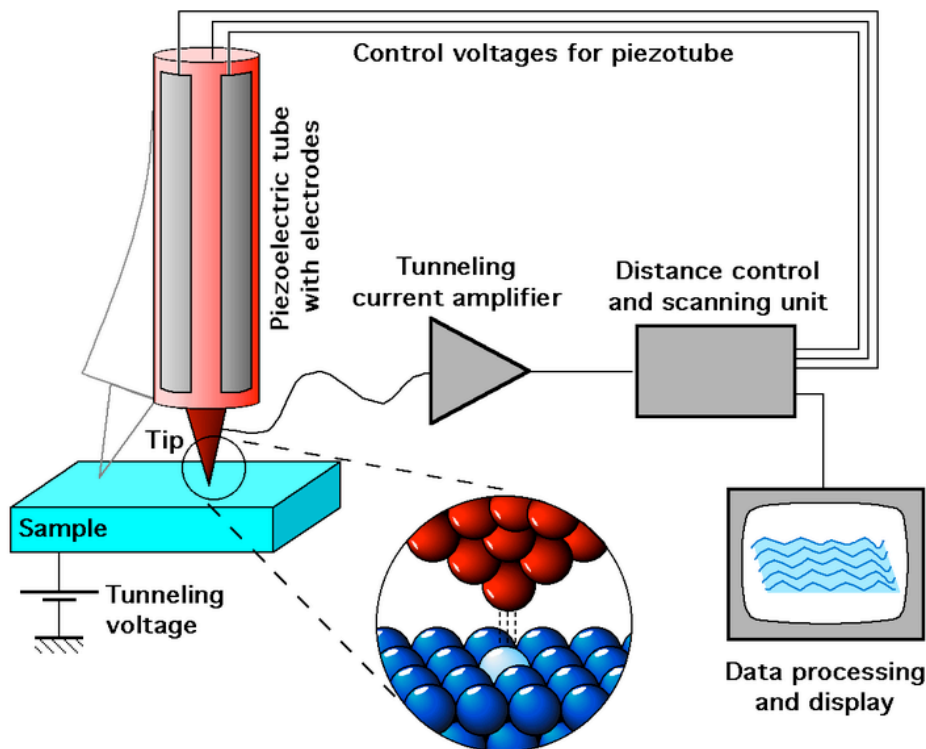 Control voltages for piezotube
Piezoelectric tube
with electrodes
Tunneling
current amplifier
Distance control
and scanning unit
Tip
Sample
Tunneling
voltage
Data processing
and display